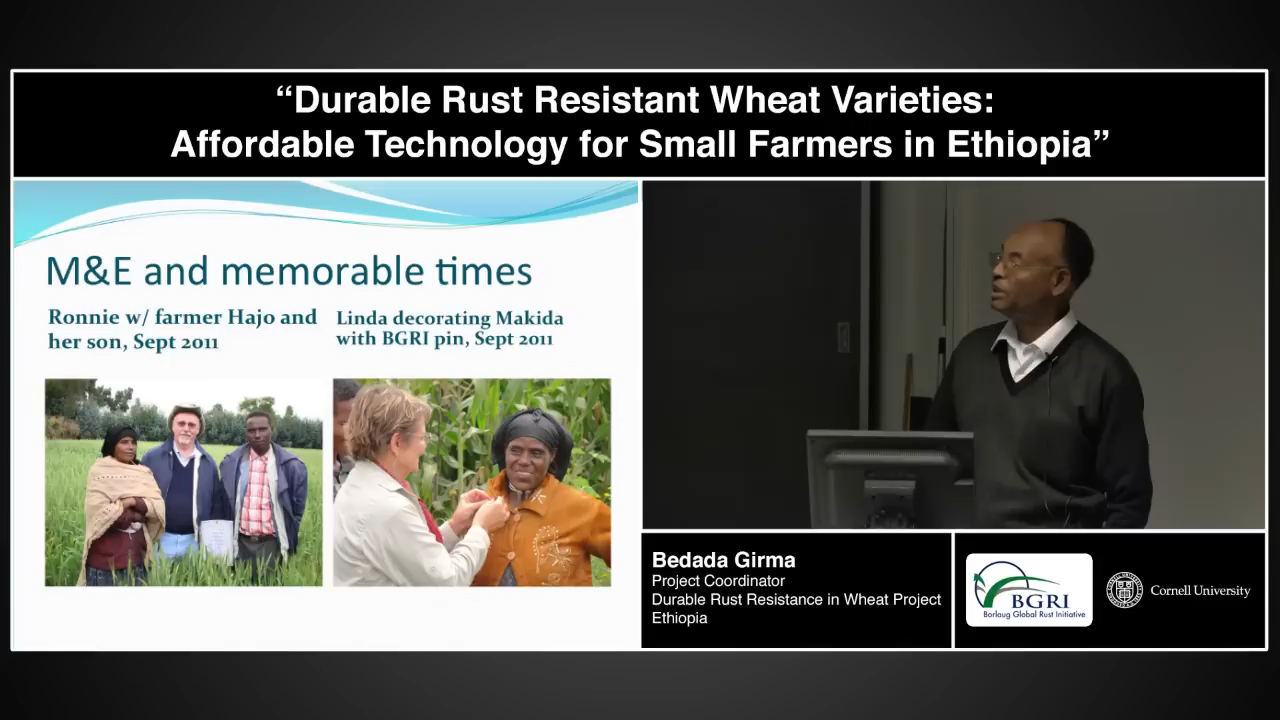 “Durable Rust Resistant Wheat Varieties:
Affordable Technology for Small Farmers in Ethiopia”
M&E and memorable times
Ronnie w/ farmer Hajo and
her son, Sept 2011
Linda decorating Makida
with BGRI pin, Sept 2011
Bedada Girma
Project Coordinator
Durable Rust Resistance in Wheat Project
Ethiopia
BGRI
Borlaug Global Rust Initiative
Cornell University